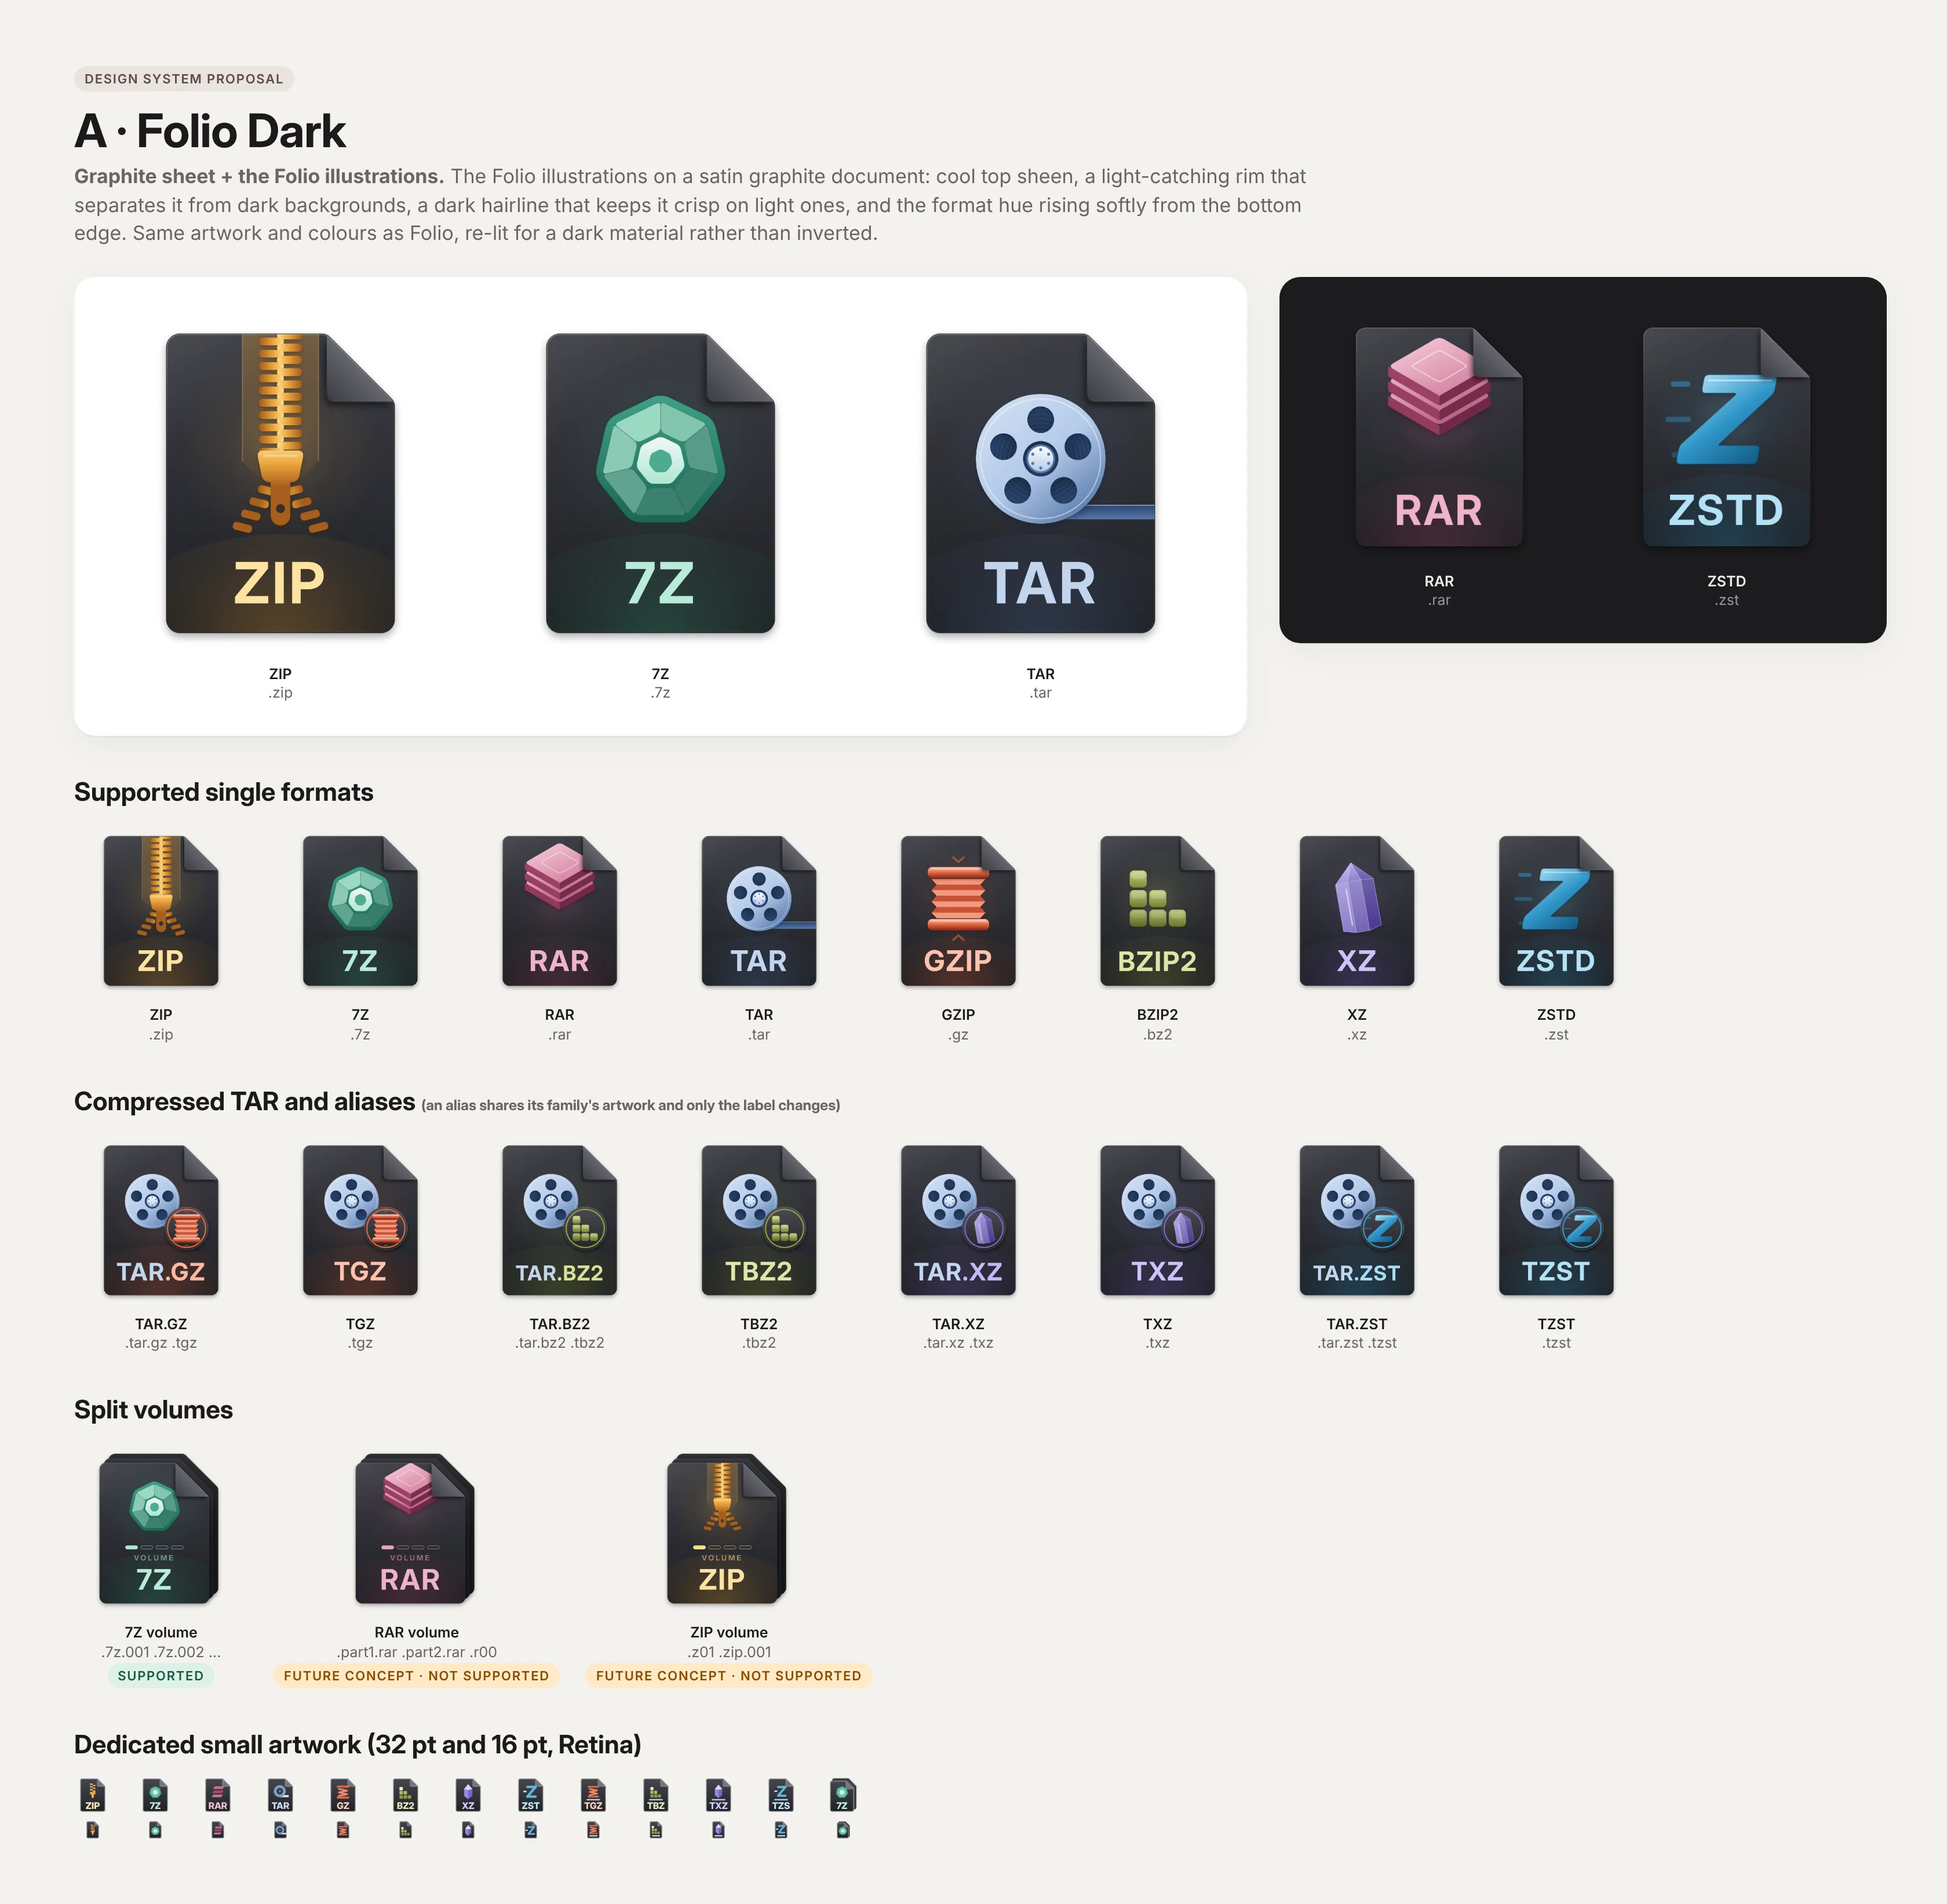 DESIGN SYSTEM PROPOSAL
A · Folio Dark
Graphite sheet + the Folio illustrations. The Folio illustrations on a satin graphite document: cool top sheen, a light-catching rim that
separates it from dark backgrounds, a dark hairline that keeps it crisp on light ones, and the format hue rising softly from the bottom
edge. Same artwork and colours as Folio, re-lit for a dark material rather than inverted.
ZIP
7Z
TAR
RAR
Z
ZSTD
ZIP
.zip
7Z
.7z
TAR
.tar
RAR
.rar
ZSTD
.zst
Supported single formats
ZIP
7Z
RAR
TAR
GZIP
BZIP2
XZ
Z
ZSTD
ZIP
.zip
7Z
.7z
RAR
.rar
TAR
.tar
GZIP
.gz
BZIP2
.bz2
XZ
.xz
ZSTD
.zst
Compressed TAR and aliases (an alias shares its family's artwork and only the label changes)
TAR.GZ
TGZ
TAR.BZ2
TBZ2
TAR.XZ
TXZ
Z
TAR.ZST
Z
TZST
TAR.GZ
.tar.gz .tgz
TGZ
.tgz
TAR.BZ2
.tar.bz2 .tbz2
TBZ2
.tbz2
TAR.XZ
.tar.xz .txz
TXZ
.txz
TAR.ZST
.tar.zst .tzst
TZST
.tzst
Split volumes
VOLUME
7Z
VOLUME
RAR
VOLUME
ZIP
7Z volume
.7z.001 .7z.002 ...
SUPPORTED
RAR volume
.part1.rar .part2.rar .r00
FUTURE CONCEPT · NOT SUPPORTED
ZIP volume
.z01 .zip.001
FUTURE CONCEPT · NOT SUPPORTED
Dedicated small artwork (32 pt and 16 pt, Retina)
ZIP
7Z
RAR
TAR
GZ
BZ2
XZ
Z
ZST
TGZ
TBZ
TXZ
Z
TZS
7Z
Z
Z